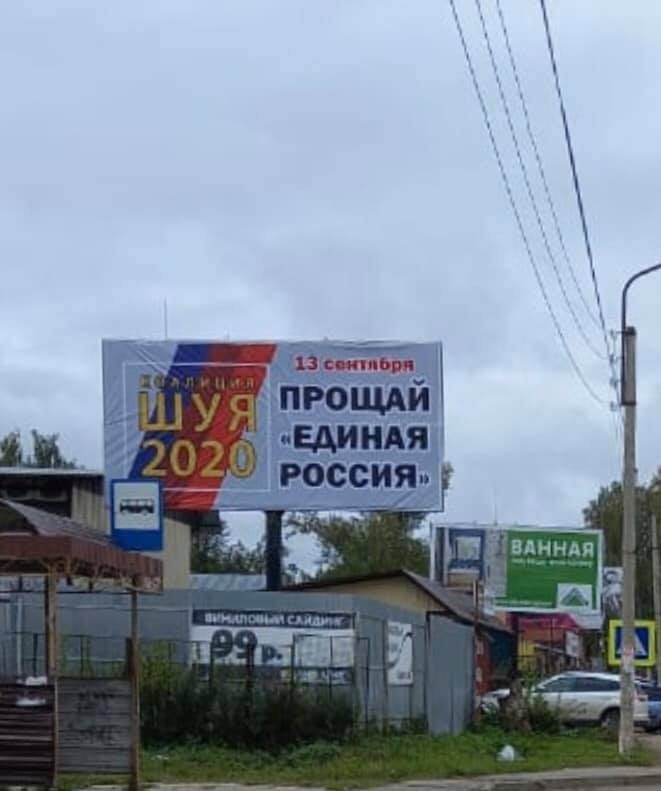 КОАЛИЦИЯ
ШУЯ
2020
13 сентября
ПРОЩАЙ
«ЕДИНАЯ
РОССИЯ»
ВАННАЯ
ВИНИЛОВЫЙ САЙДИНГ
99 р.